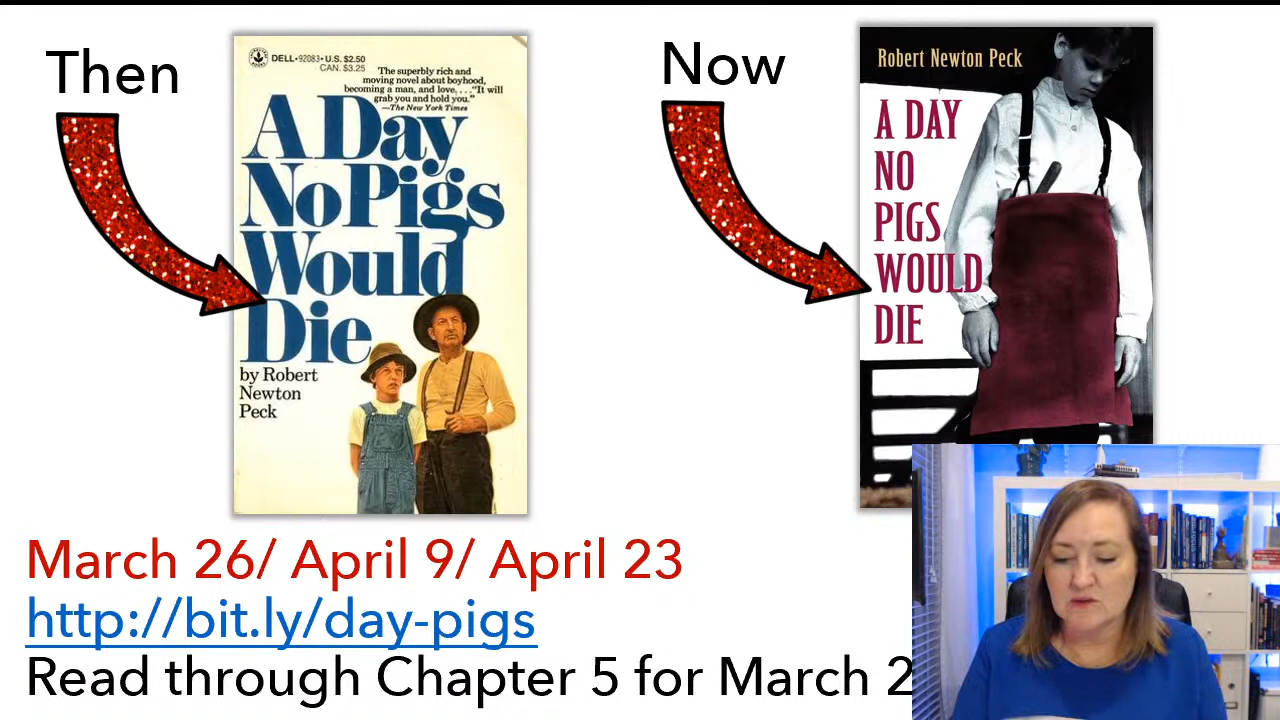 Then
DELL•92083•U.S. $2.50
CAN. $3.25
The superbly rich and
moving novel about boyhood,
becoming a man, and love. . . . “It will
grab you and hold you.”
—The New York Times
A Day
No Pigs
Would
Die
by Robert
Newton
Peck
Now
Robert Newton Peck
A DAY
NO
PIGS
WOULD
DIE
March 26/ April 9/ April 23
http://bit.ly/day-pigs
Read through Chapter 5 for March 2